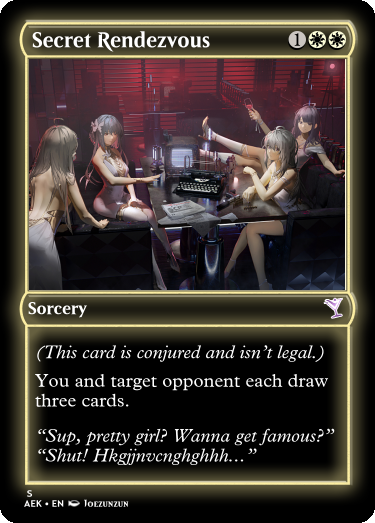 Secret Rendezvous 1
Sorcery
(This card is conjured and isn't legal.)
You and target opponent each draw
three cards.
“Sup, pretty girl? Wanna get famous?”
“Shut! Hkgjjnvcnghghhh…”
S
AEK • EN Joezunzun